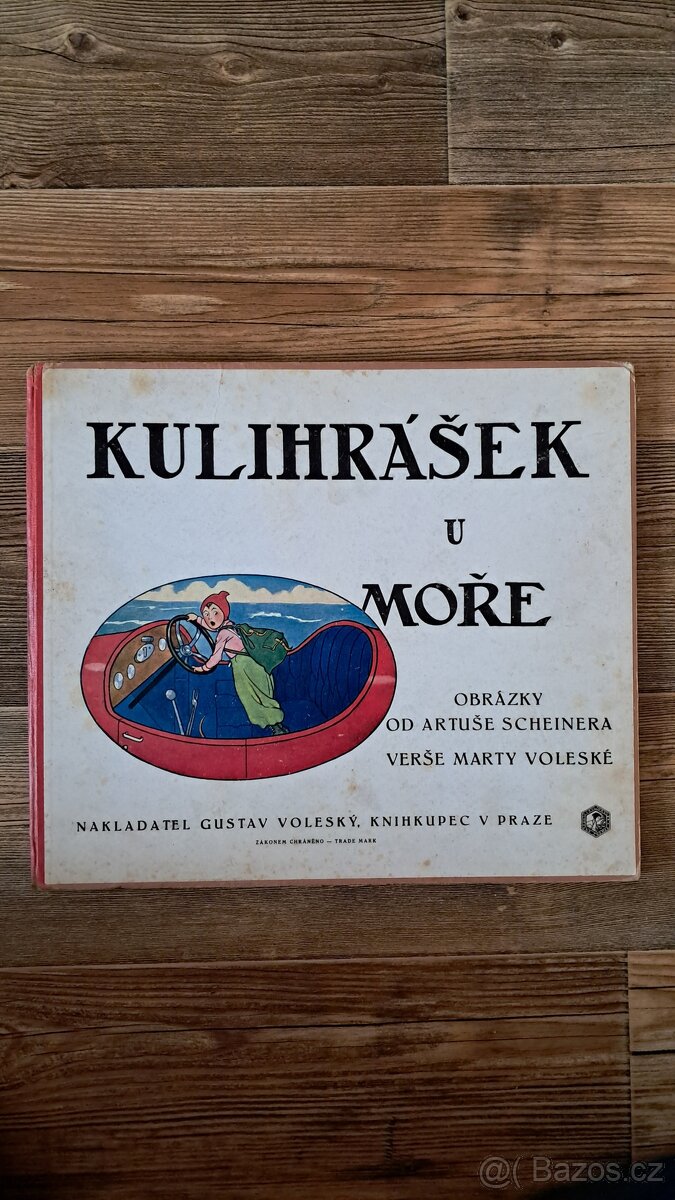 KULIHRÁŠEK
U
MOŘE
OBRÁZKY
OD ARTUŠE SCHEINERA
VERŠE MARTY VOLESKÉ
NAKLADATEL GUSTAV VOLESKÝ, KNIHKUPEC V PRAZE
ZÁKONEM CHRÁNĚNO — TRADE MARK
@( Bazos.cz